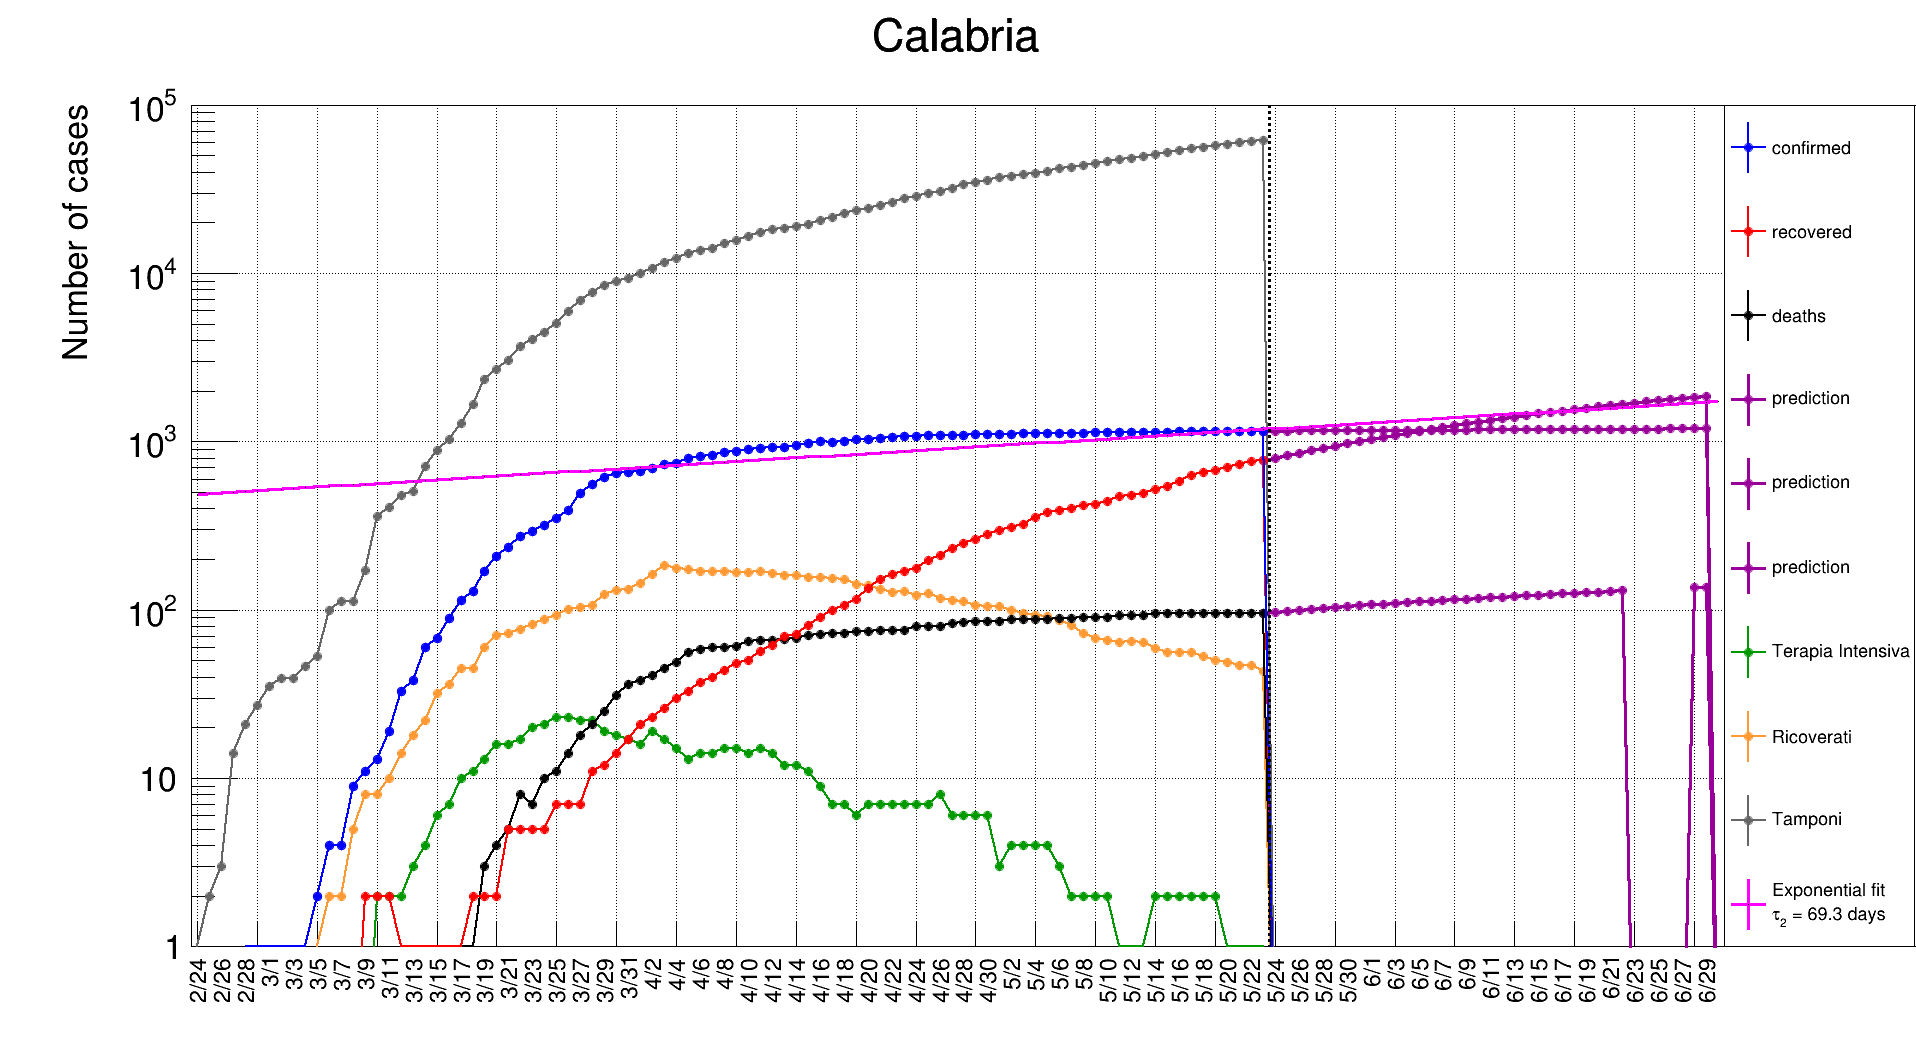 Calabria
Number of cases
10^5
10^4
10^3
10^2
10
1
2/24 2/26 2/28 3/1 3/3 3/5 3/7 3/9 3/11 3/13 3/15 3/17 3/19 3/21 3/23 3/25 3/27 3/29 3/31 4/2 4/4 4/6 4/8 4/10 4/12 4/14 4/16 4/18 4/20 4/22 4/24 4/26 4/28 4/30 5/2 5/4 5/6 5/8 5/10 5/12 5/14 5/16 5/18 5/20 5/22 5/24 5/26 5/28 5/30 6/1 6/3 6/5 6/7 6/9 6/11 6/13 6/15 6/17 6/19 6/21 6/23 6/25 6/27 6/29
confirmed
recovered
deaths
prediction
prediction
prediction
Terapia Intensiva
Ricoverati
Tamponi
Exponential fit
τ₂ = 69.3 days